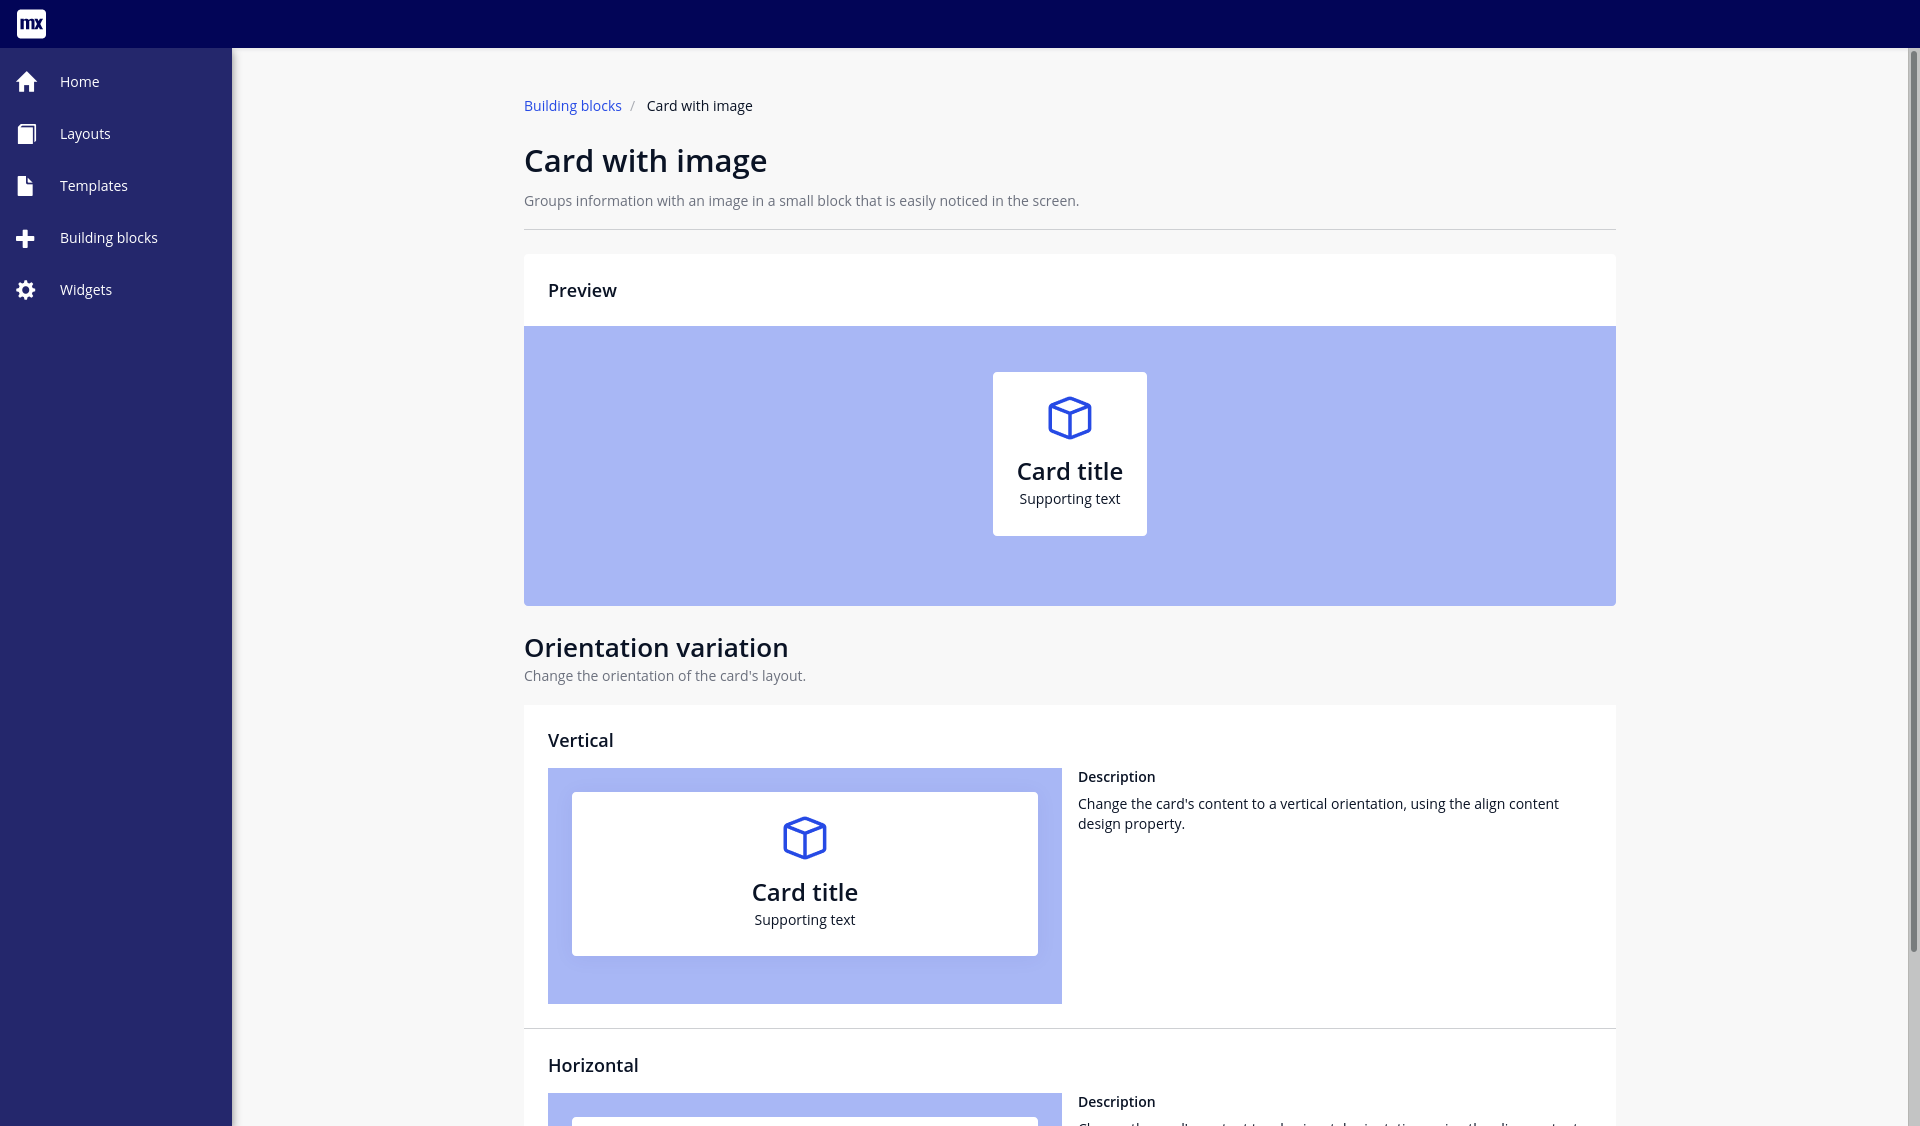 mx
Home
Layouts
Templates
Building blocks
Widgets
Building blocks / Card with image
Card with image
Groups information with an image in a small block that is easily noticed in the screen.
Preview
Card title
Supporting text
Orientation variation
Change the orientation of the card's layout.
Vertical
Card title
Supporting text
Description
Change the card's content to a vertical orientation, using the align content
design property.
Horizontal
Description